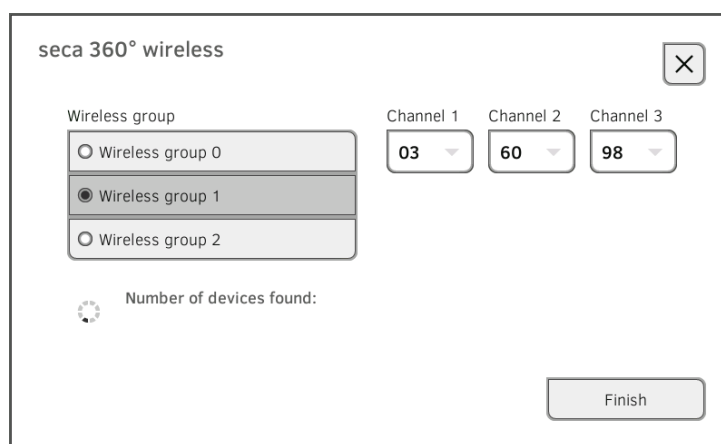 seca 360° wireless
Wireless group
Channel 1 Channel 2 Channel 3
Wireless group 0
03 60 98
Wireless group 1
Wireless group 2
Number of devices found:
Finish